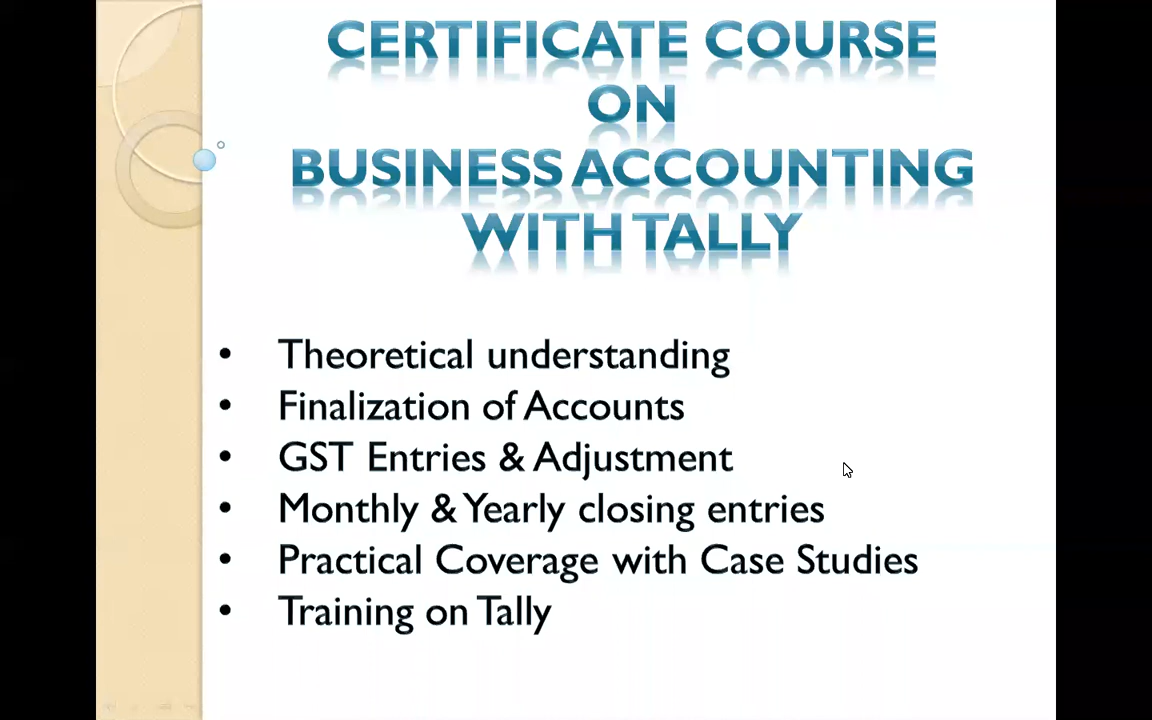 CERTIFICATE COURSE
ON
BUSINESS ACCOUNTING
WITH TALLY
• Theoretical understanding
• Finalization of Accounts
• GST Entries & Adjustment
• Monthly & Yearly closing entries
• Practical Coverage with Case Studies
• Training on Tally